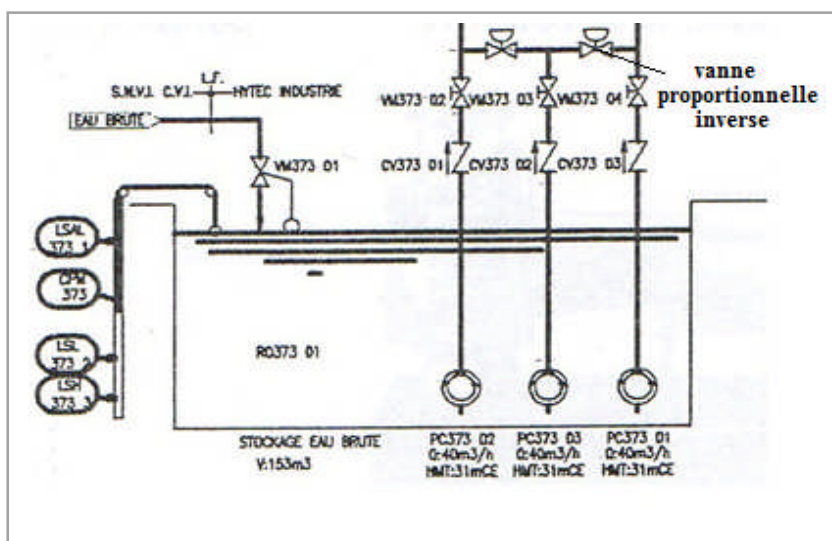 L.F.
S.M.V.I. C.V.I. HYTEC INDUSTRIE
EAU BRUTE
VM373 01
VM373 02
VM373 03
VM373 04
vanne
proportionnelle
inverse
CV373 01
CV373 02
CV373 03
LSAL
373 1
CPW
373
LSL
373 2
LSH
373 3
RO373 01
STOCKAGE EAU BRUTE
V:153m3
PC373 02
Q:40m3/h
HMT:31mCE
PC373 03
Q:40m3/h
HMT:31mCE
PC373 01
Q:40m3/h
HMT:31mCE